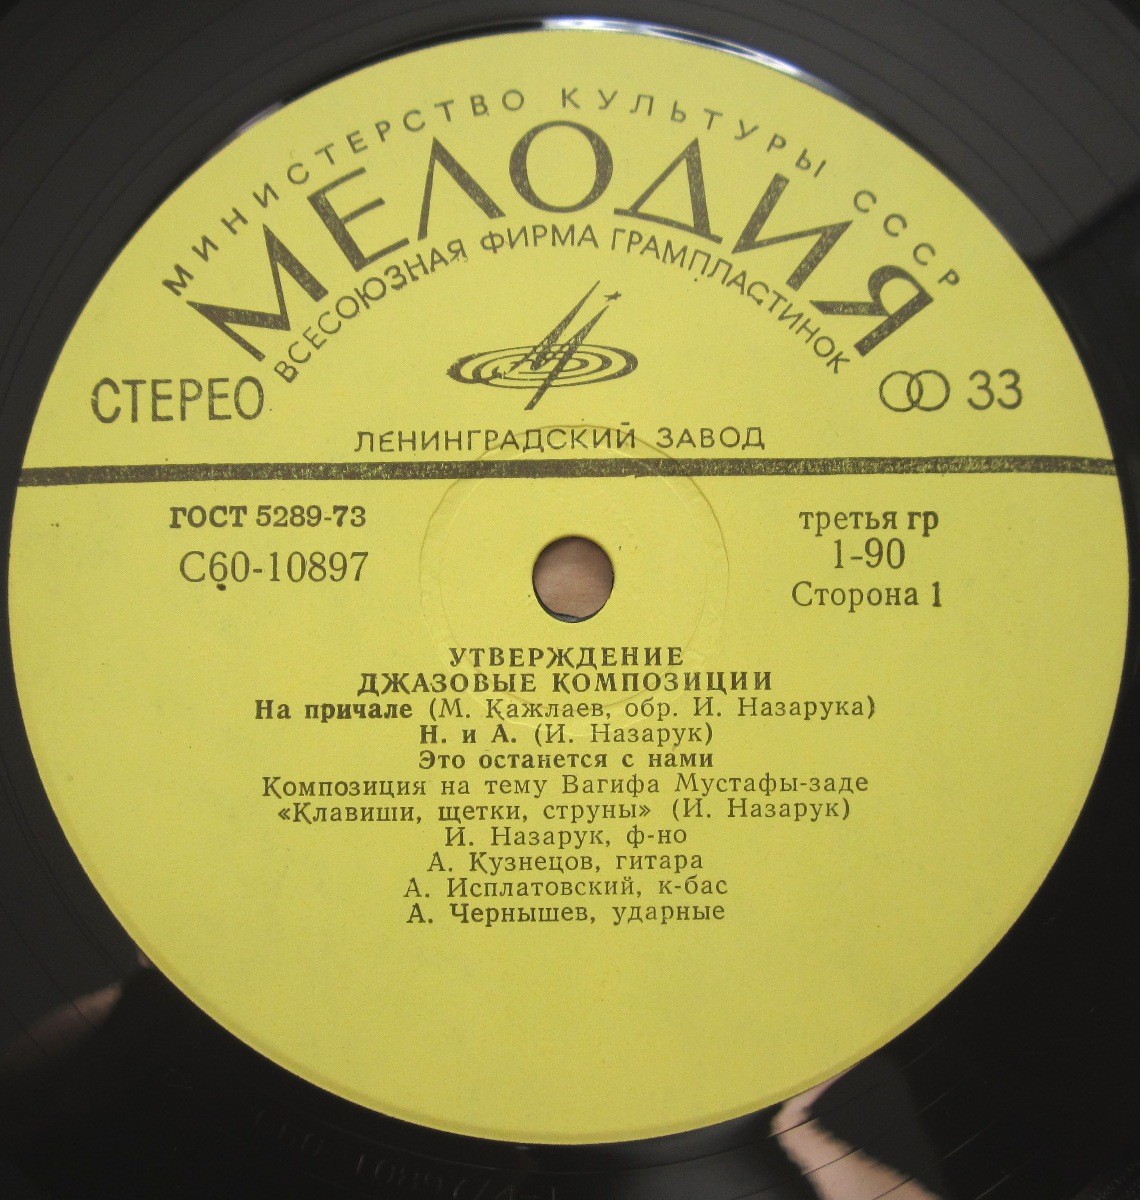 МИНИСТЕРСТВО КУЛЬТУРЫ СССР
МЕЛОДИЯ
ВСЕСОЮЗНАЯ ФИРМА ГРАМПЛАСТИНОК
СТЕРЕО
33
ЛЕНИНГРАДСКИЙ ЗАВОД
ГОСТ 5289-73
С60-10897
третья гр
1-90
Сторона 1
УТВЕРЖДЕНИЕ
ДЖАЗОВЫЕ КОМПОЗИЦИИ
На причале (М. Кажлаев, обр. И. Назарука)
Н. и А. (И. Назарук)
Это останется с нами
Композиция на тему Вагифа Мустафы-заде
«Клавиши, щетки, струны» (И. Назарук)
И. Назарук, ф-но
А. Кузнецов, гитара
А. Исплатовский, к-бас
А. Чернышев, ударные